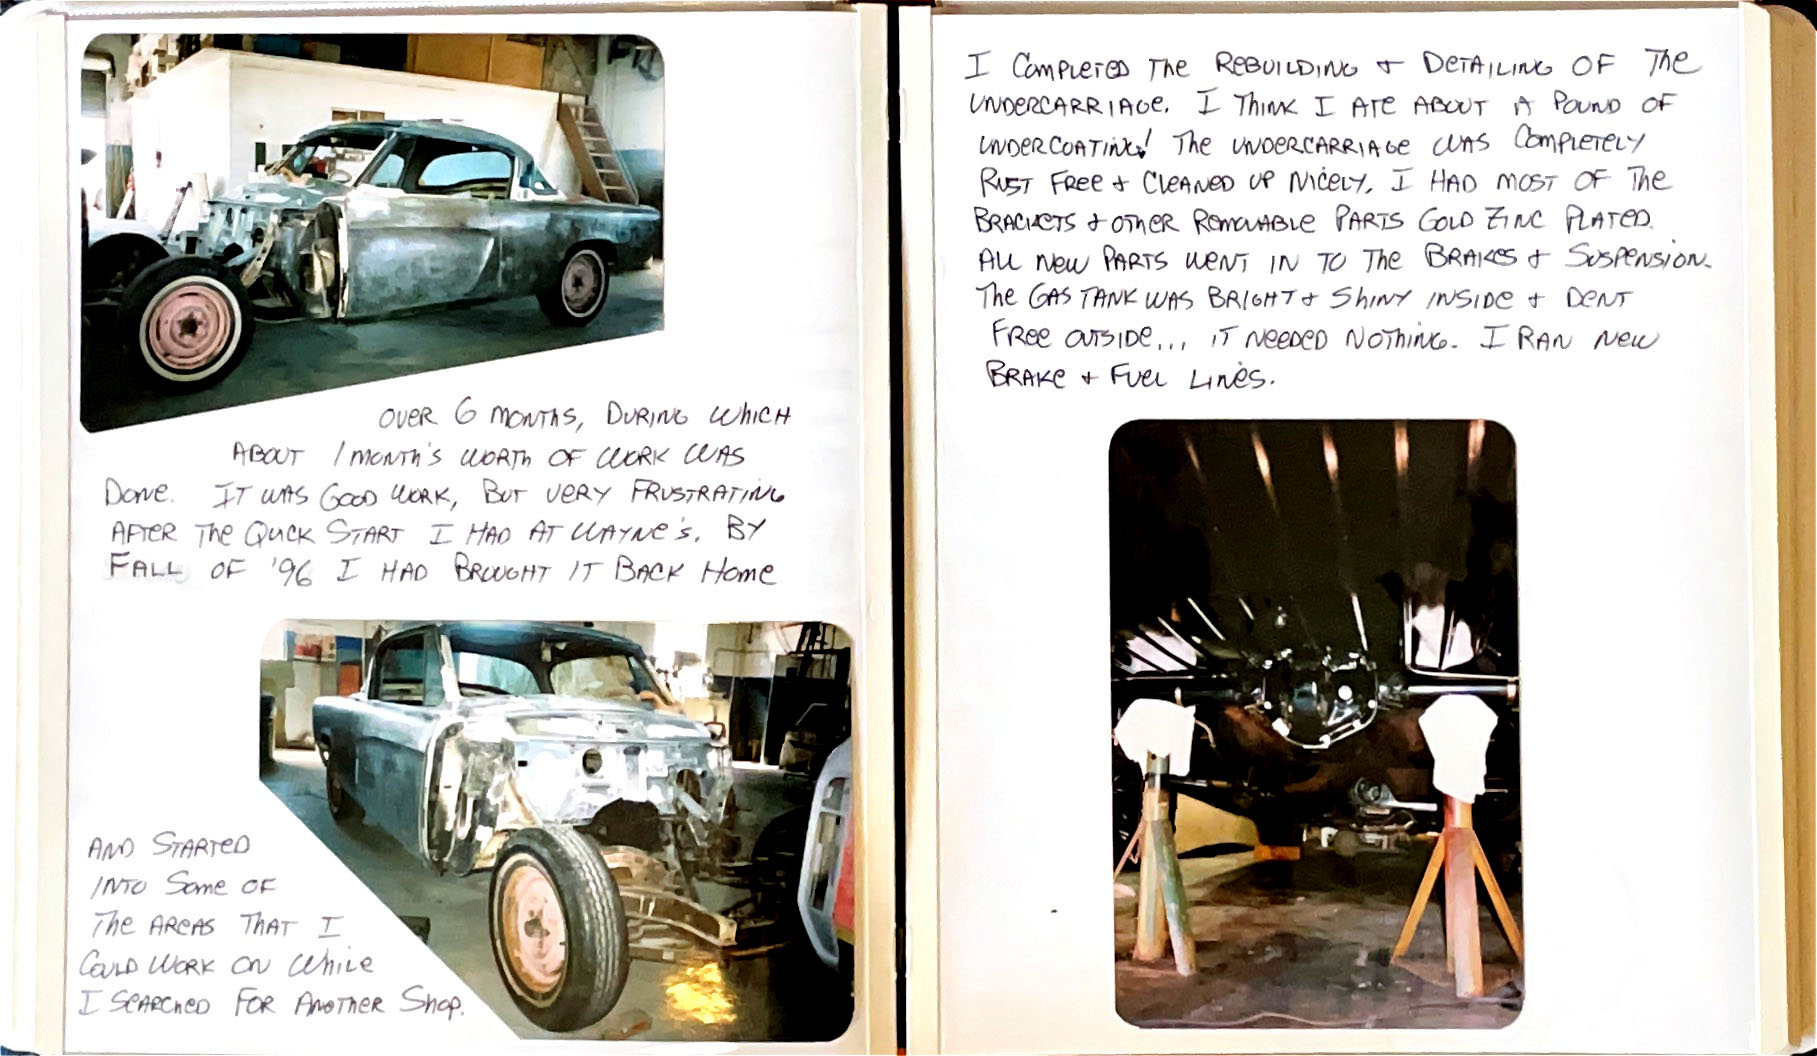 OVER 6 MONTHS, DURING WHICH
ABOUT 1 MONTH'S WORTH OF WORK WAS
DONE. IT WAS GOOD WORK, BUT VERY FRUSTRATING
AFTER THE QUICK START I HAD AT WAYNE'S. BY
FALL OF '96 I HAD BROUGHT IT BACK HOME
AND STARTED
INTO SOME OF
THE AREAS THAT I
COULD WORK ON WHILE
I SEARCHED FOR ANOTHER SHOP.
I COMPLETED THE REBUILDING + DETAILING OF THE
UNDERCARRIAGE. I THINK I ATE ABOUT A POUND OF
UNDERCOATING! THE UNDERCARRIAGE WAS COMPLETELY
RUST FREE + CLEANED UP NICELY. I HAD MOST OF THE
BRACKETS + OTHER REMOVABLE PARTS GOLD ZINC PLATED.
ALL NEW PARTS WENT IN TO THE BRAKES + SUSPENSION.
THE GAS TANK WAS BRIGHT + SHINY INSIDE + DENT
FREE OUTSIDE... IT NEEDED NOTHING. I RAN NEW
BRAKE + FUEL LINES.